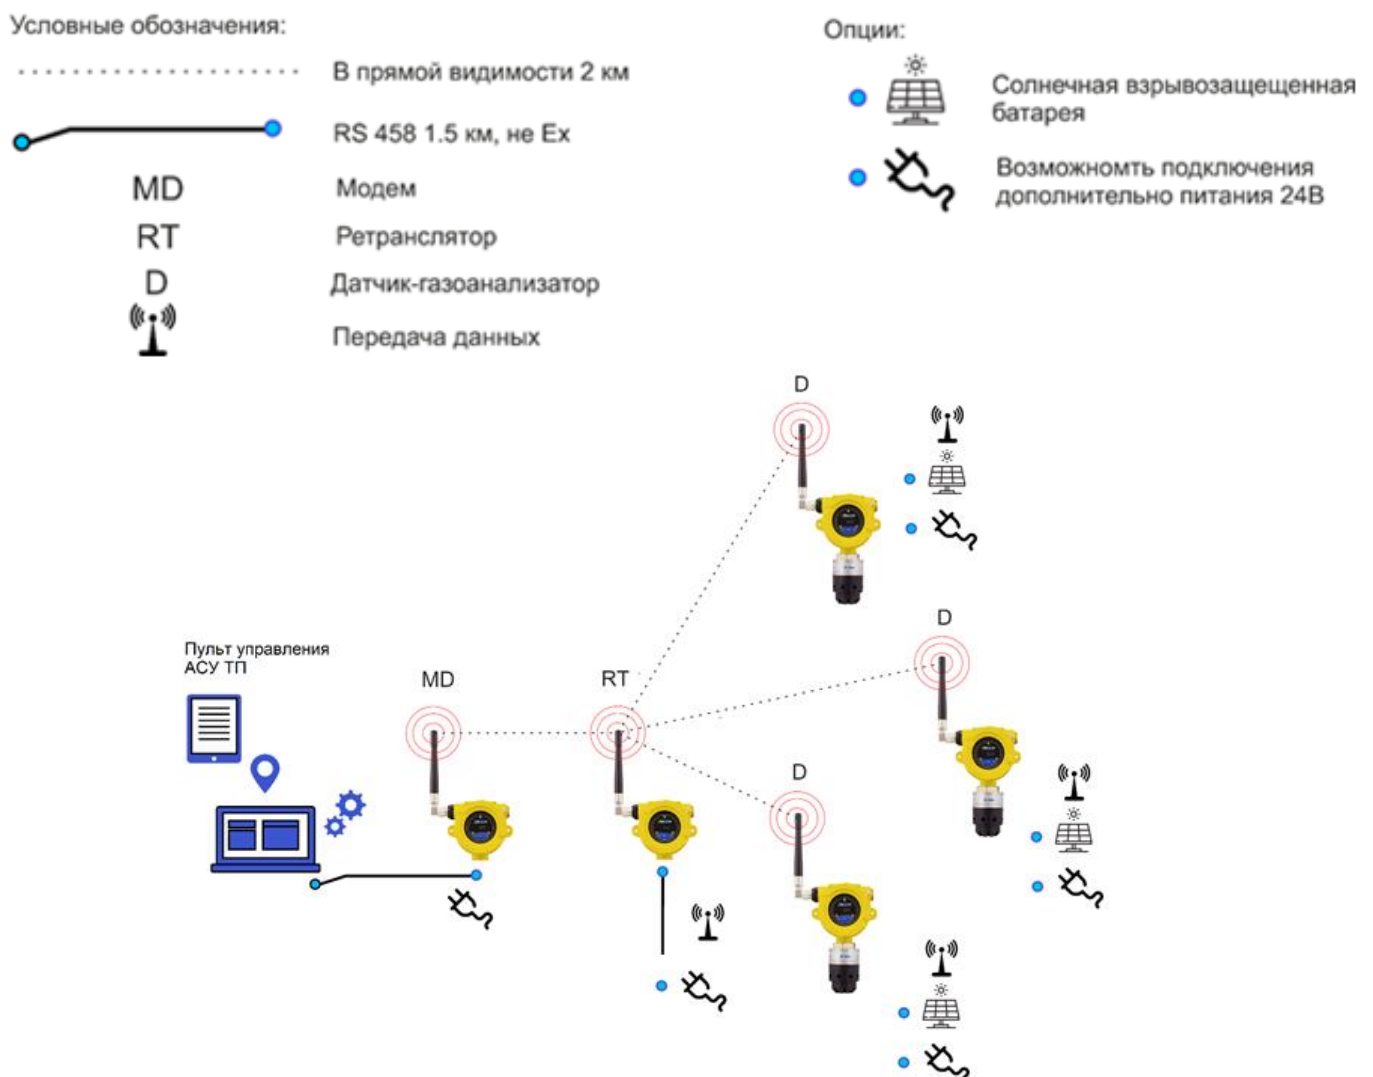 Условные обозначения:
В прямой видимости 2 км
RS 458 1.5 км, не Ex
MD
Модем
RT
Ретранслятор
D
Датчик-газоанализатор
Передача данных
Опции:
Солнечная взрывозащещенная
батарея
Возможномть подключения
дополнительно питания 24В
D
D
Пульт управления
АСУ ТП
MD
RT
D